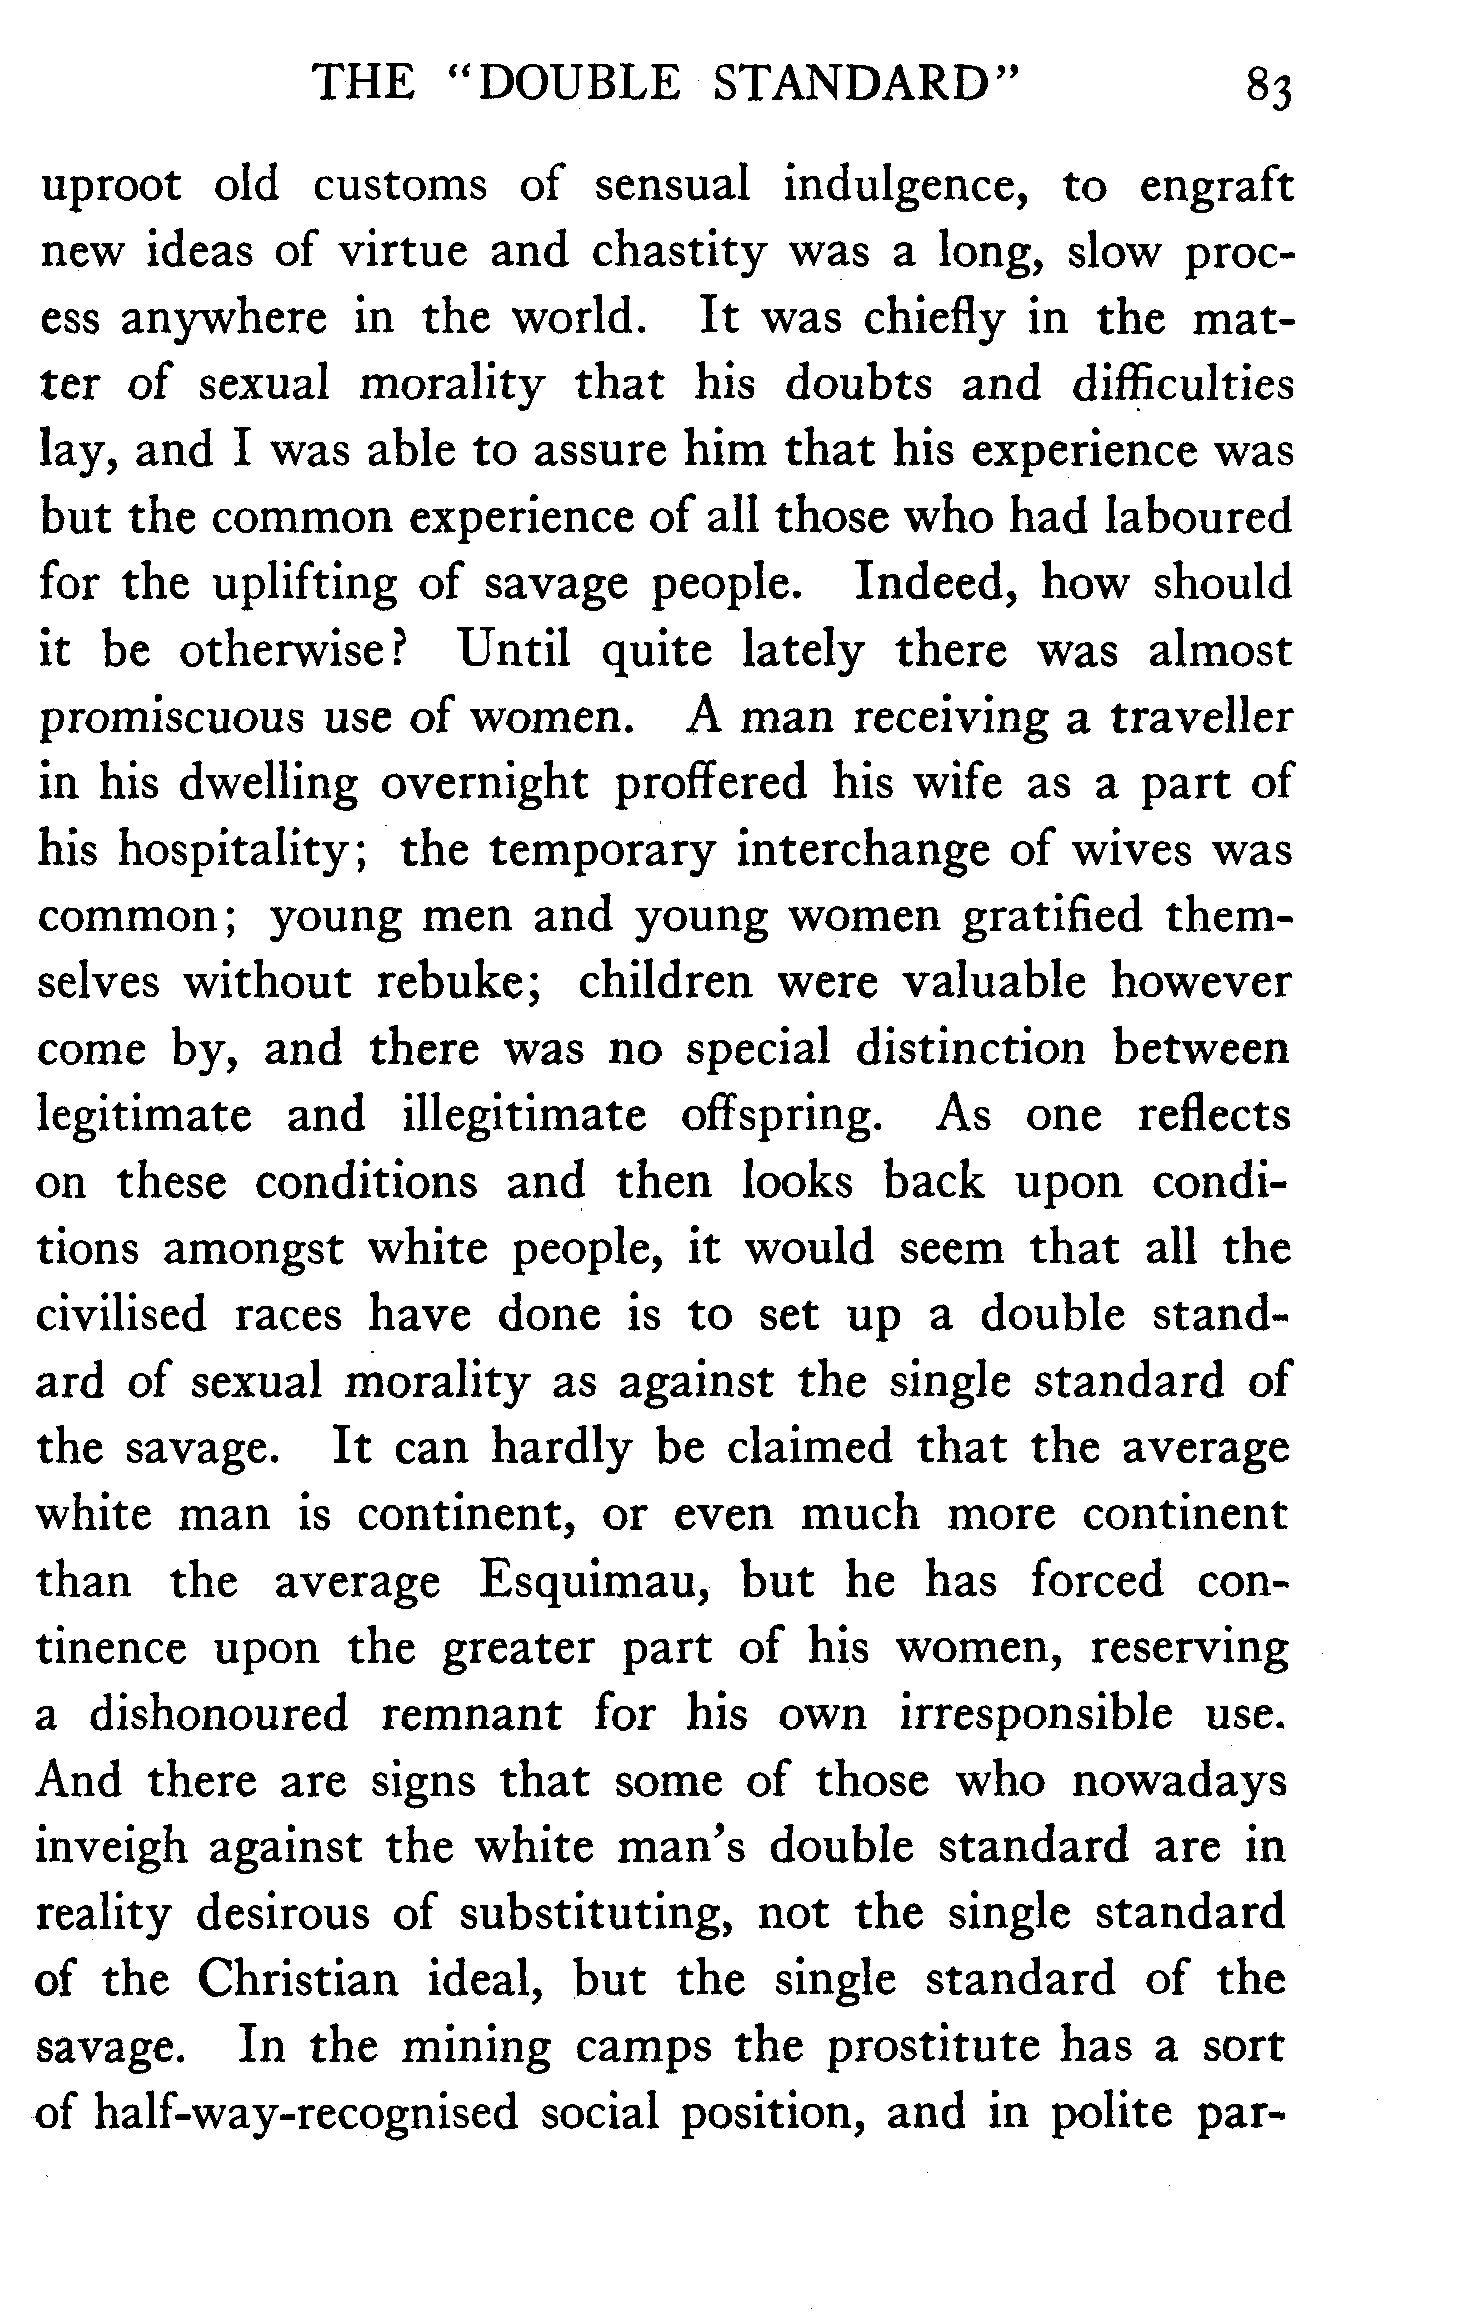 THE "DOUBLE STANDARD" 83
uproot old customs of sensual indulgence, to engraft
new ideas of virtue and chastity was a long, slow proc-
ess anywhere in the world. It was chiefly in the mat-
ter of sexual morality that his doubts and difficulties
lay, and I was able to assure him that his experience was
but the common experience of all those who had laboured
for the uplifting of savage people. Indeed, how should
it be otherwise? Until quite lately there was almost
promiscuous use of women. A man receiving a traveller
in his dwelling overnight proffered his wife as a part of
his hospitality; the temporary interchange of wives was
common; young men and young women gratified them-
selves without rebuke; children were valuable however
come by, and there was no special distinction between
legitimate and illegitimate offspring. As one reflects
on these conditions and then looks back upon condi-
tions amongst white people, it would seem that all the
civilised races have done is to set up a double stand-
ard of sexual morality as against the single standard of
the savage. It can hardly be claimed that the average
white man is continent, or even much more continent
than the average Esquimau, but he has forced con-
tinence upon the greater part of his women, reserving
a dishonoured remnant for his own irresponsible use.
And there are signs that some of those who nowadays
inveigh against the white man's double standard are in
reality desirous of substituting, not the single standard
of the Christian ideal, but the single standard of the
savage. In the mining camps the prostitute has a sort
of half-way-recognised social position, and in polite par-